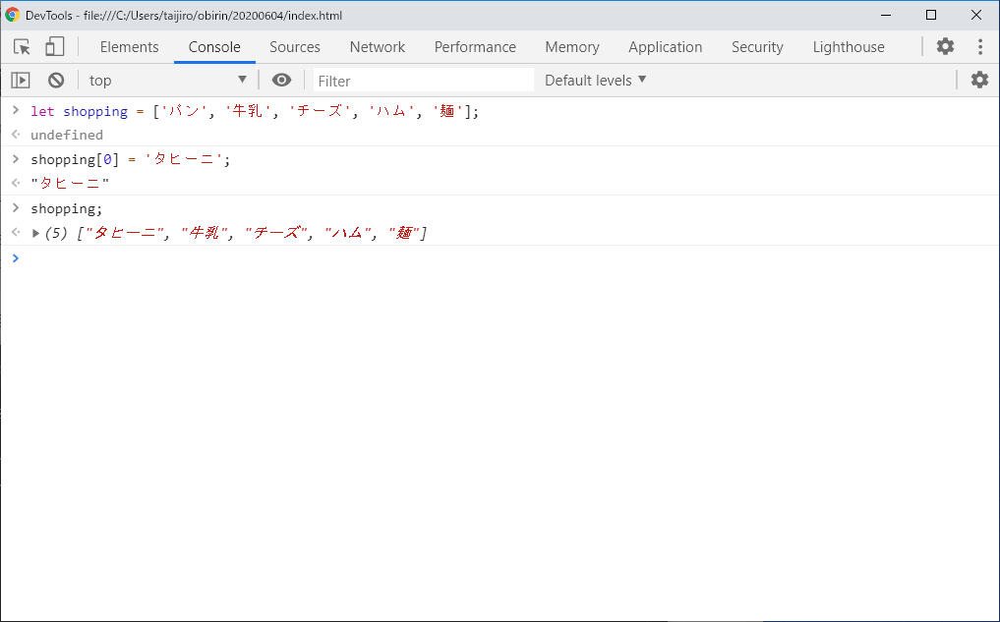 DevTools - file:///C:/Users/taijiro/obirin/20200604/index.html
Elements Console Sources Network Performance Memory Application Security Lighthouse
top Filter Default levels
let shopping = ['パン', '牛乳', 'チーズ', 'ハム', '麺'];
undefined
shopping[0] = 'タヒーニ';
"タヒーニ"
shopping;
(5) ["タヒーニ", "牛乳", "チーズ", "ハム", "麺"]